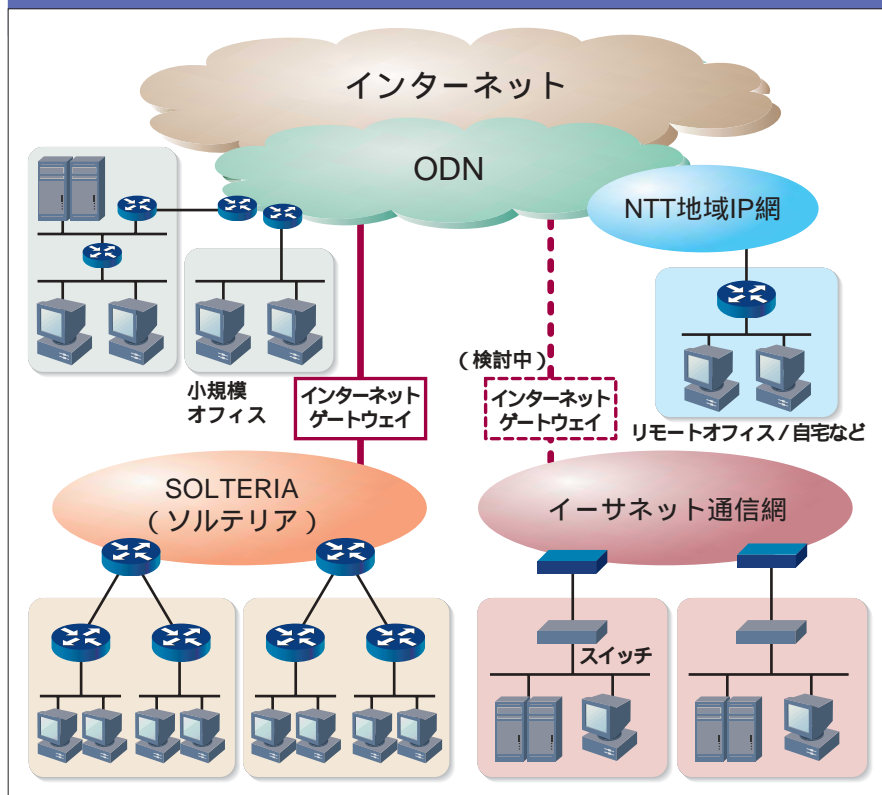 インターネット
ODN
NTT地域IP網
小規模
オフィス
インターネット
ゲートウェイ
（検討中）
インターネット
ゲートウェイ
リモートオフィス/自宅など
SOLTERIA
（ソルテリア）
イーサネット通信網
スイッチ